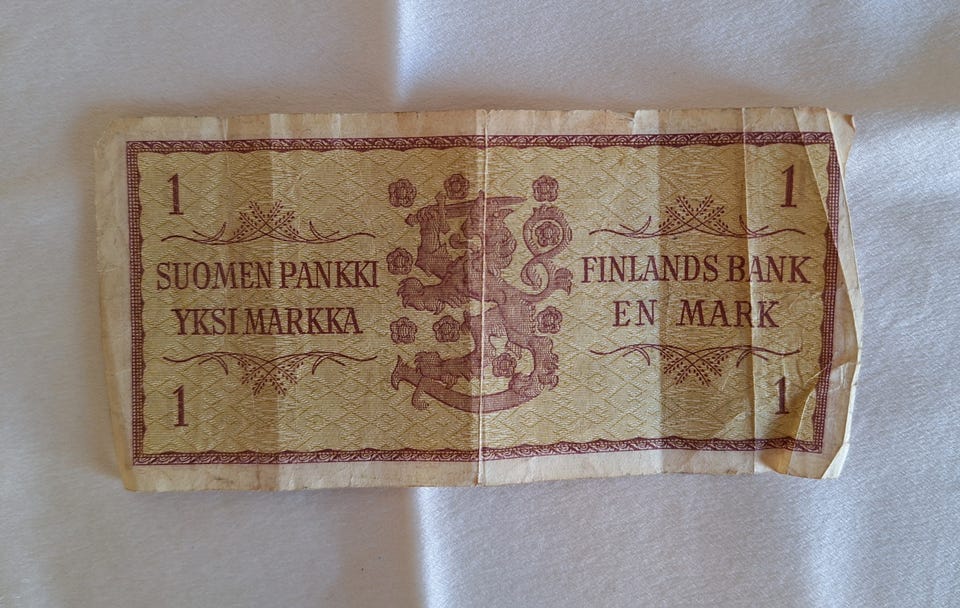 1
1
SUOMEN PANKKI
YKSI MARKKA
FINLANDS BANK
EN MARK
1
1